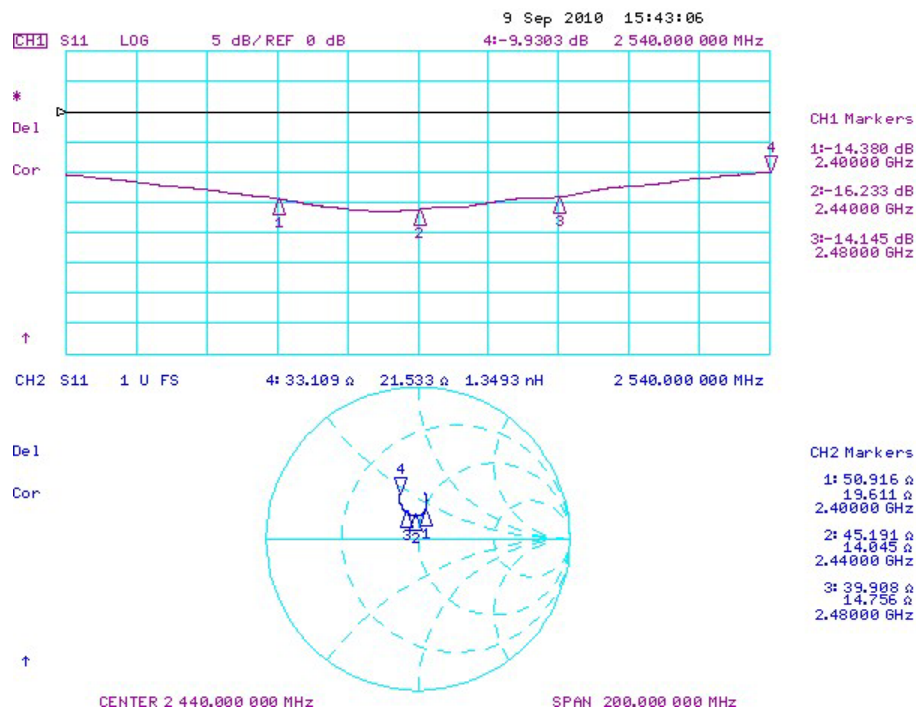 9 Sep 2010 15:43:06
CH1 S11 LOG 5 dB/REF 0 dB 4:-9.9303 dB 2 540.000 000 MHz
*
Del
Cor
CH1 Markers
1:-14.380 dB
2.40000 GHz
2:-16.233 dB
2.44000 GHz
3:-14.145 dB
2.48000 GHz
4
1
2
3
↑
CH2 S11 1 U FS 4: 33.109 Ω 21.533 Ω 1.3493 nH 2 540.000 000 MHz
Del
Cor
CH2 Markers
1: 50.916 Ω
19.611 Ω
2.40000 GHz
2: 45.191 Ω
14.045 Ω
2.44000 GHz
3: 39.908 Ω
14.756 Ω
2.48000 GHz
4
3 2 1
↑
CENTER 2 440.000 000 MHz SPAN 200.000 000 MHz